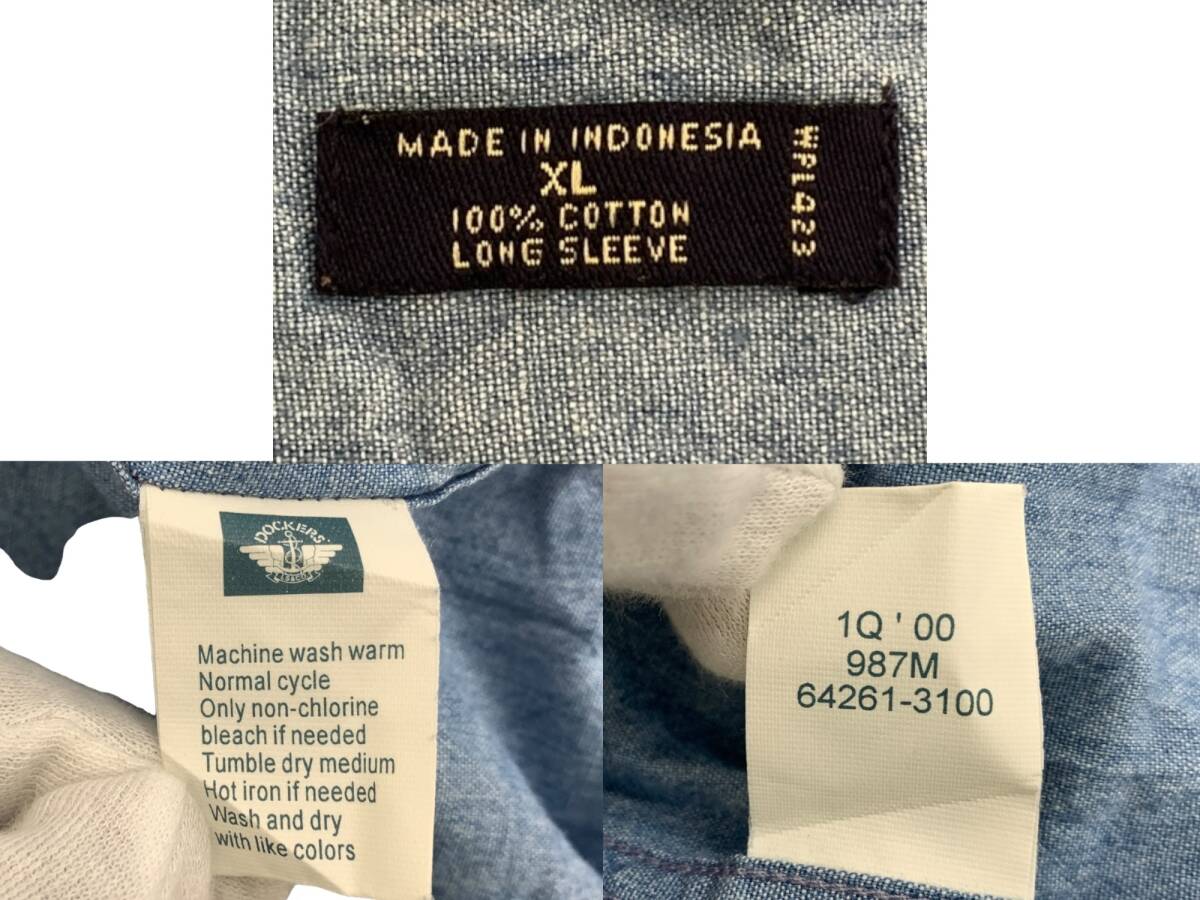 MADE IN INDONESIA
XL
100% COTTON
LONG SLEEVE
WPL423
DOCKERS
LS&CO
Machine wash warm
Normal cycle
Only non-chlorine
bleach if needed
Tumble dry medium
Hot iron if needed
Wash and dry
with like colors
1Q ' 00
987M
64261-3100